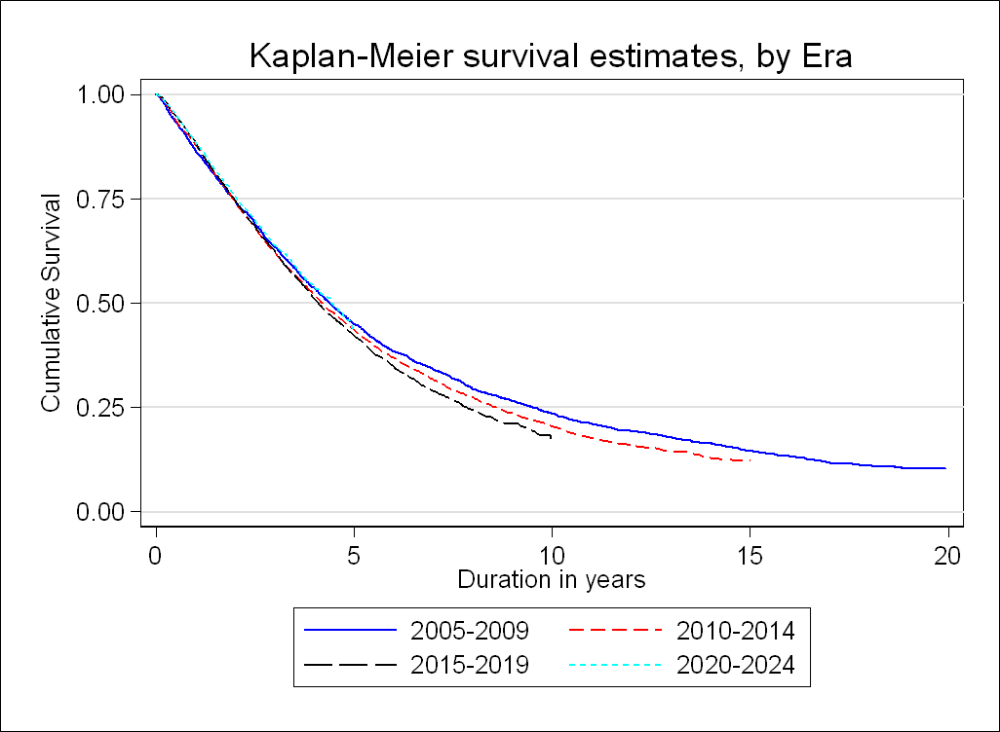 Kaplan-Meier survival estimates, by Era
1.00
0.75
0.50
0.25
0.00
Cumulative Survival
0 5 10 15 20
Duration in years
2005-2009 2010-2014
2015-2019 2020-2024